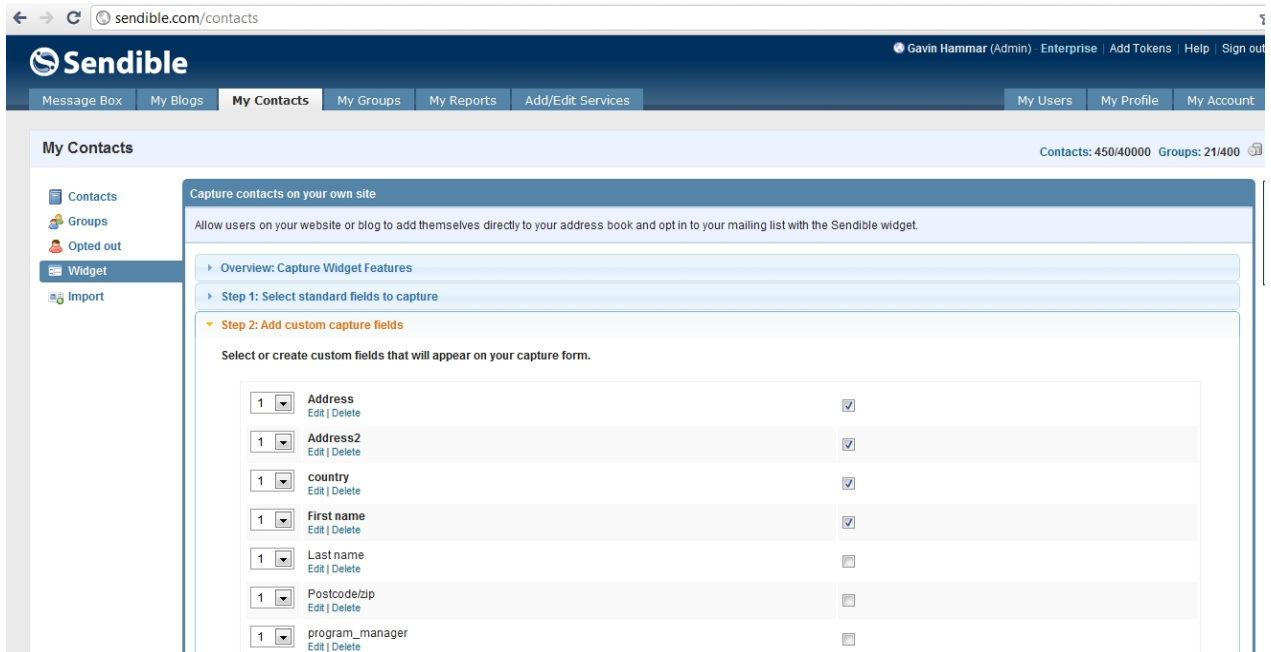 sendible.com/contacts
Sendible
Gavin Hammar (Admin) - Enterprise | Add Tokens | Help | Sign out
Message Box My Blogs My Contacts My Groups My Reports Add/Edit Services My Users My Profile My Account
My Contacts
Contacts: 450/40000 Groups: 21/400
Contacts
Groups
Opted out
Widget
Import
Capture contacts on your own site
Allow users on your website or blog to add themselves directly to your address book and opt in to your mailing list with the Sendible widget.
Overview: Capture Widget Features
Step 1: Select standard fields to capture
Step 2: Add custom capture fields
Select or create custom fields that will appear on your capture form.
1 Address
Edit | Delete
1 Address2
Edit | Delete
1 country
Edit | Delete
1 First name
Edit | Delete
1 Last name
Edit | Delete
1 Postcode/zip
Edit | Delete
1 program_manager
Edit | Delete